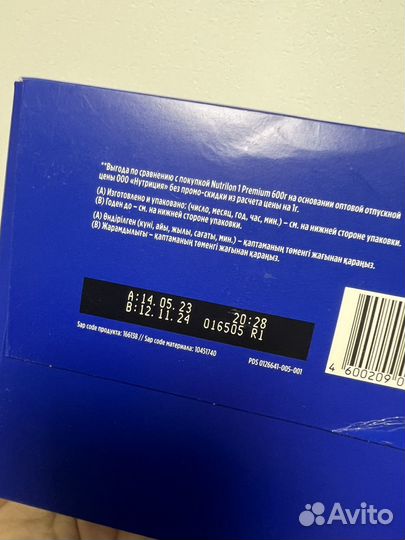 **Выгода по сравнению с покупкой Nutrilon 1 Premium 600г на основании оптовой отпускной
цены ООО «Нутриция» без промо-скидки из расчета цены на 1г.
(А) Изготовлено и упаковано: (число, месяц, год, час, мин.) – см. на нижней стороне упаковки.
(В) Годен до – см. на нижней стороне упаковки.
(А) Өндірілген (күні, айы, жылы, сағаты, мин.) – қаптаманың төменгі жағынан қараңыз.
(В) Жарамдылығы – қаптаманың төменгі жағынан қараңыз.
A:14.05.23 20:28
B:12.11.24 016505 R1
Sap code продукта: 166138 // Sap code материала: 10451740
PDS 0126641-005-001
4 600209 0
Avito